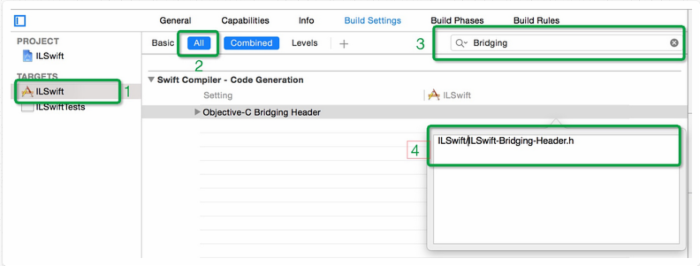 General Capabilities Info Build Settings Build Phases Build Rules
PROJECT
ILSwift
TARGETS
ILSwift 1
ILSwiftTests
Basic All Combined Levels +
2
3 Bridging
Swift Compiler - Code Generation
Setting ILSwift
Objective-C Bridging Header
4 ILSwift/ILSwift-Bridging-Header.h